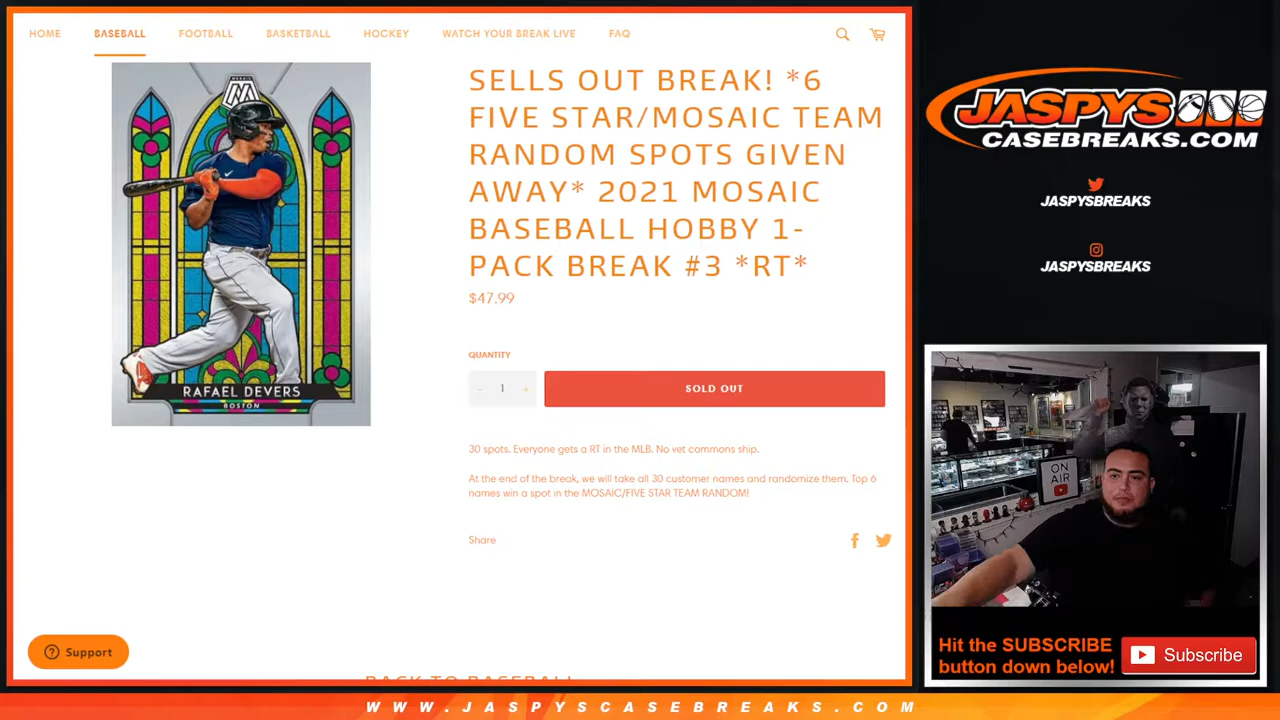 HOME BASEBALL FOOTBALL BASKETBALL HOCKEY WATCH YOUR BREAK LIVE FAQ
MOSAIC
RAFAEL DEVERS
BOSTON
SELLS OUT BREAK! *6
FIVE STAR/MOSAIC TEAM
RANDOM SPOTS GIVEN
AWAY* 2021 MOSAIC
BASEBALL HOBBY 1-
PACK BREAK #3 *RT*
$47.99
QUANTITY
− 1 +
SOLD OUT
30 spots. Everyone gets a RT in the MLB. No vet commons ship.
At the end of the break, we will take all 30 customer names and randomize them. Top 6
names win a spot in the MOSAIC/FIVE STAR TEAM RANDOM!
Share
Support
BACK TO BASEBALL
JASPYS
CASEBREAKS.COM
JASPYSBREAKS
JASPYSBREAKS
ON
AIR
Hit the SUBSCRIBE
button down below!
Subscribe
WWW.JASPYSCASEBREAKS.COM